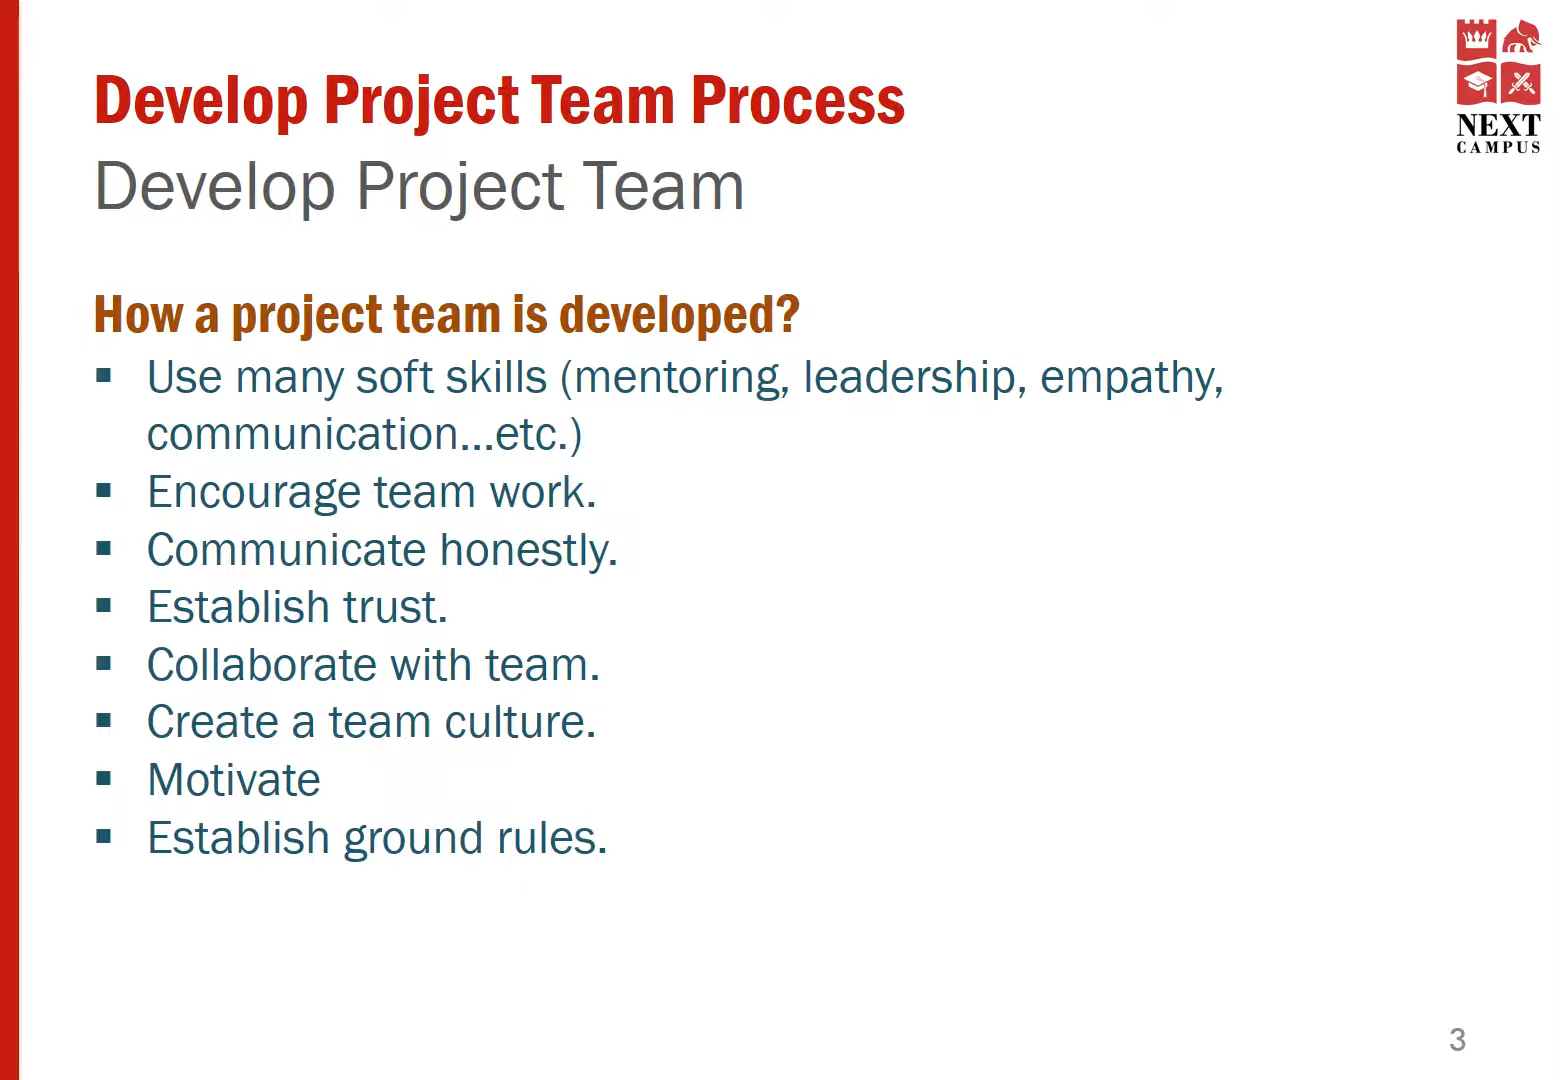 Develop Project Team Process
Develop Project Team
NEXT
CAMPUS
How a project team is developed?
▪ Use many soft skills (mentoring, leadership, empathy,
communication...etc.)
▪ Encourage team work.
▪ Communicate honestly.
▪ Establish trust.
▪ Collaborate with team.
▪ Create a team culture.
▪ Motivate
▪ Establish ground rules.
3